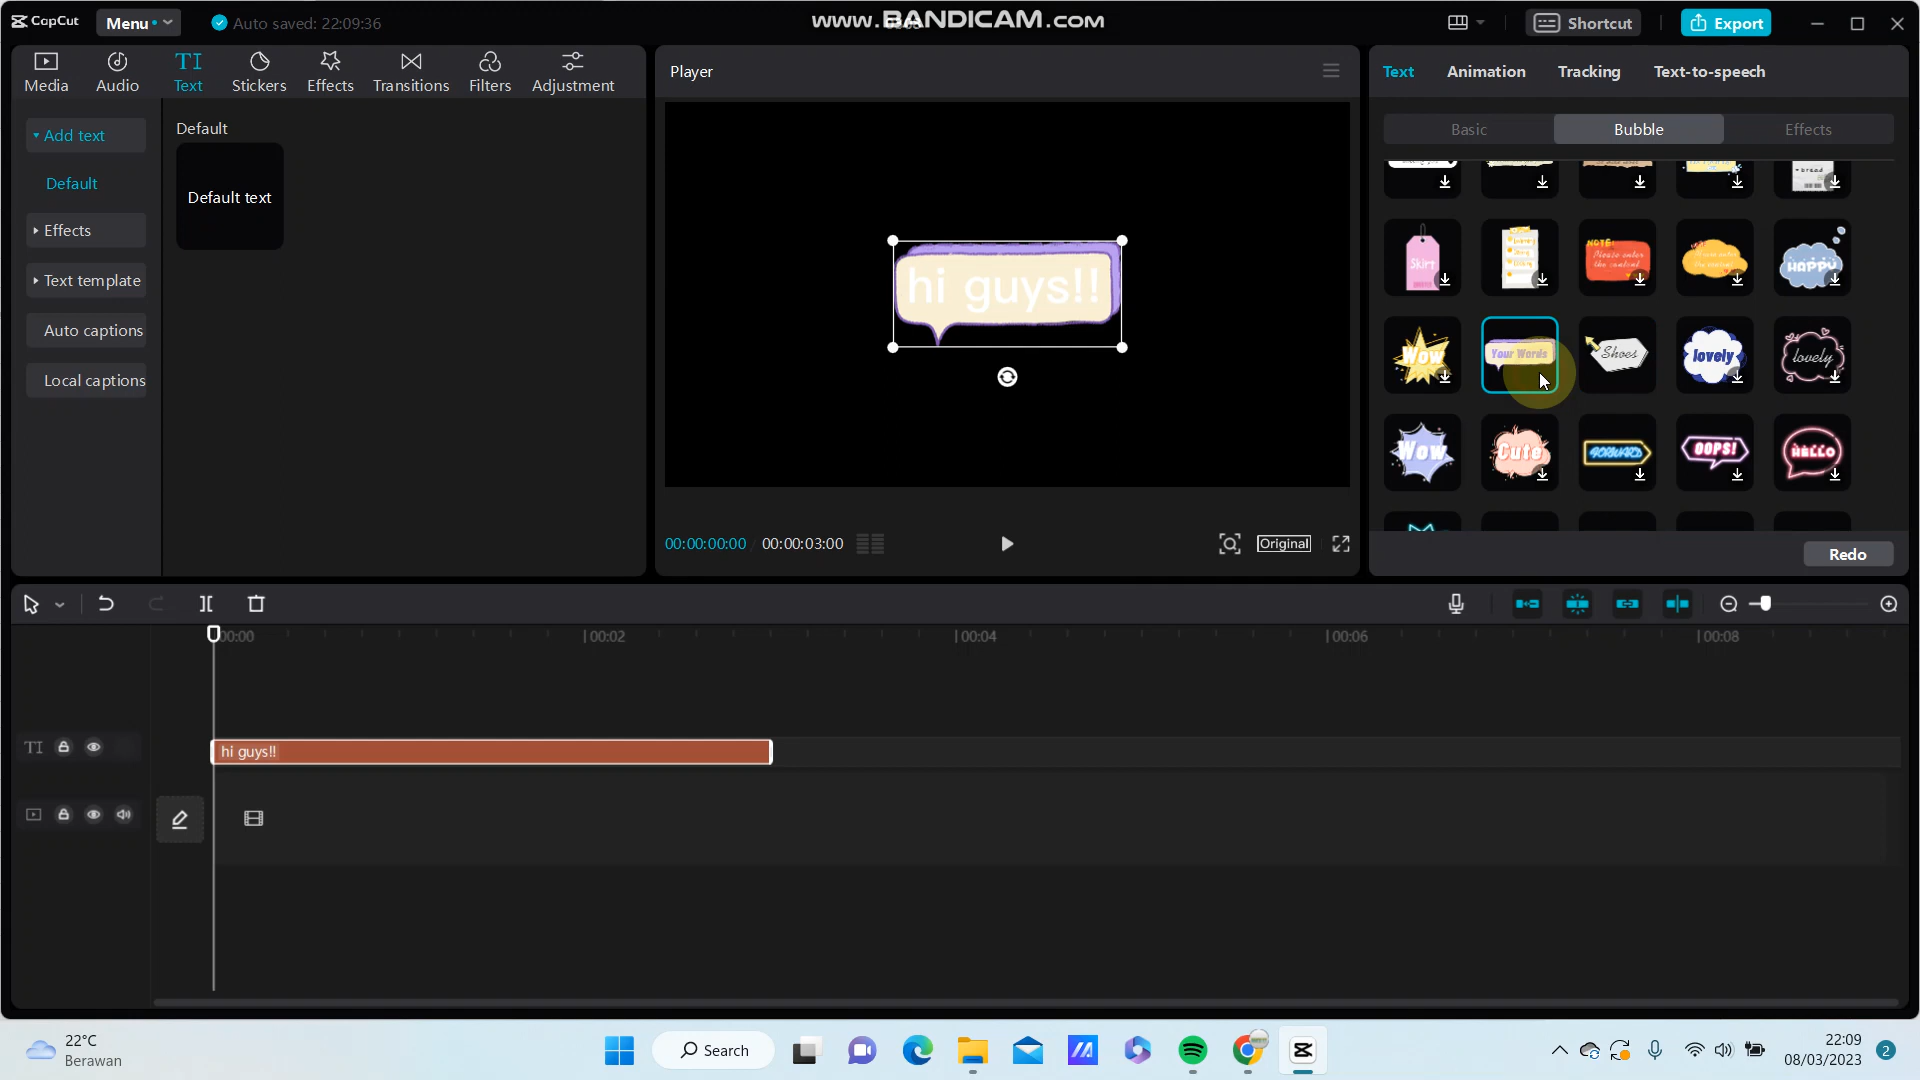 CapCut
Menu
Auto saved: 22:09:36
www.BANDICAM.com
Shortcut
Export
Media
Audio
TI
Text
Stickers
Effects
Transitions
Filters
Adjustment
Add text
Default
Effects
Text template
Auto captions
Local captions
Default
Default text
Player
hi guys!!
00:00:00:00
00:00:03:00
Original
Text
Animation
Tracking
Text-to-speech
Basic
Bubble
Effects
Skirt
NOTE:
Please enter
the content
HAPPY
Wow
Your Words
Shoes
lovely
lovely
Wow
Cute
FORWARD
OOPS!
HELLO
Redo
00:00
00:02
00:04
00:06
00:08
TI
hi guys!!
22°C
Berawan
Search
22:09
08/03/2023
2